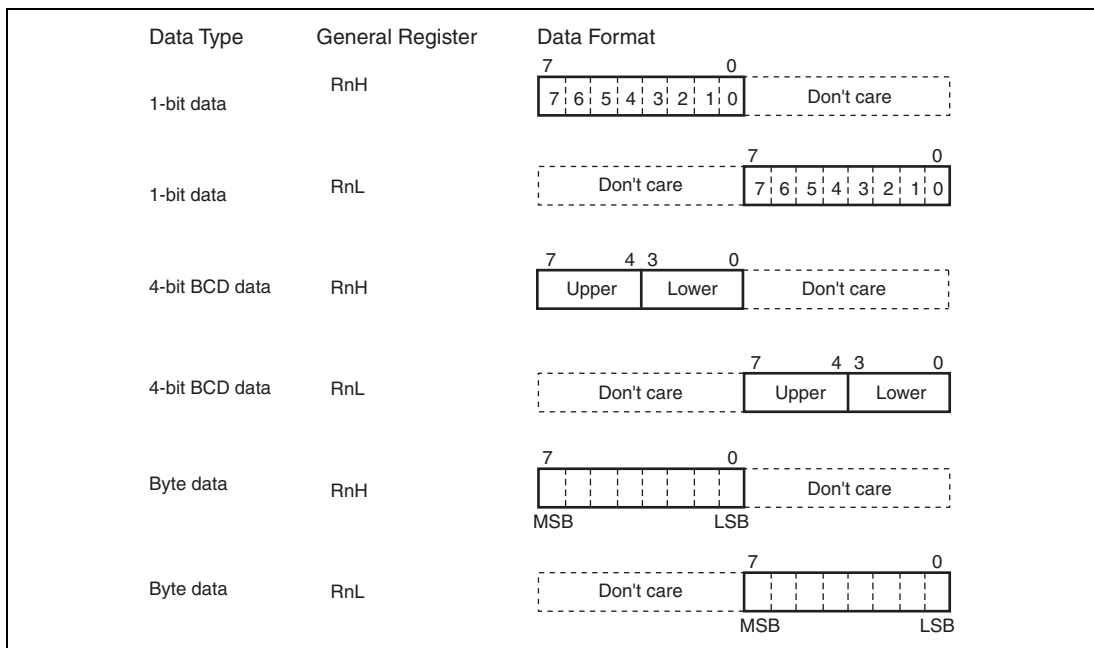 Data Type General Register Data Format
7 0
1-bit data RnH 7 6 5 4 3 2 1 0 Don't care
7 0
1-bit data RnL Don't care 7 6 5 4 3 2 1 0
7 4 3 0
4-bit BCD data RnH Upper Lower Don't care
7 4 3 0
4-bit BCD data RnL Don't care Upper Lower
7 0
Byte data RnH Don't care
MSB LSB
7 0
Byte data RnL Don't care
MSB LSB